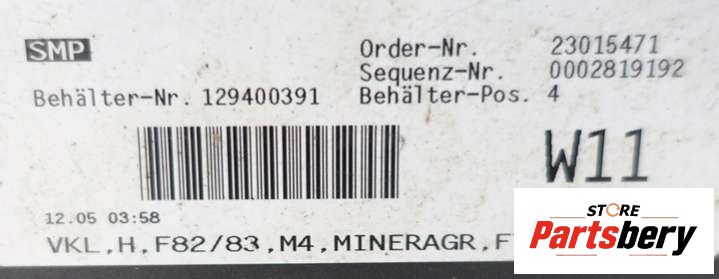 SMP
Order-Nr. 23015471
Sequenz-Nr. 0002819192
Behälter-Nr. 129400391 Behälter-Pos. 4
W11
12.05 03:58
VKL,H,F82/83,M4,MINERAGR,F
STORE
Partsbery